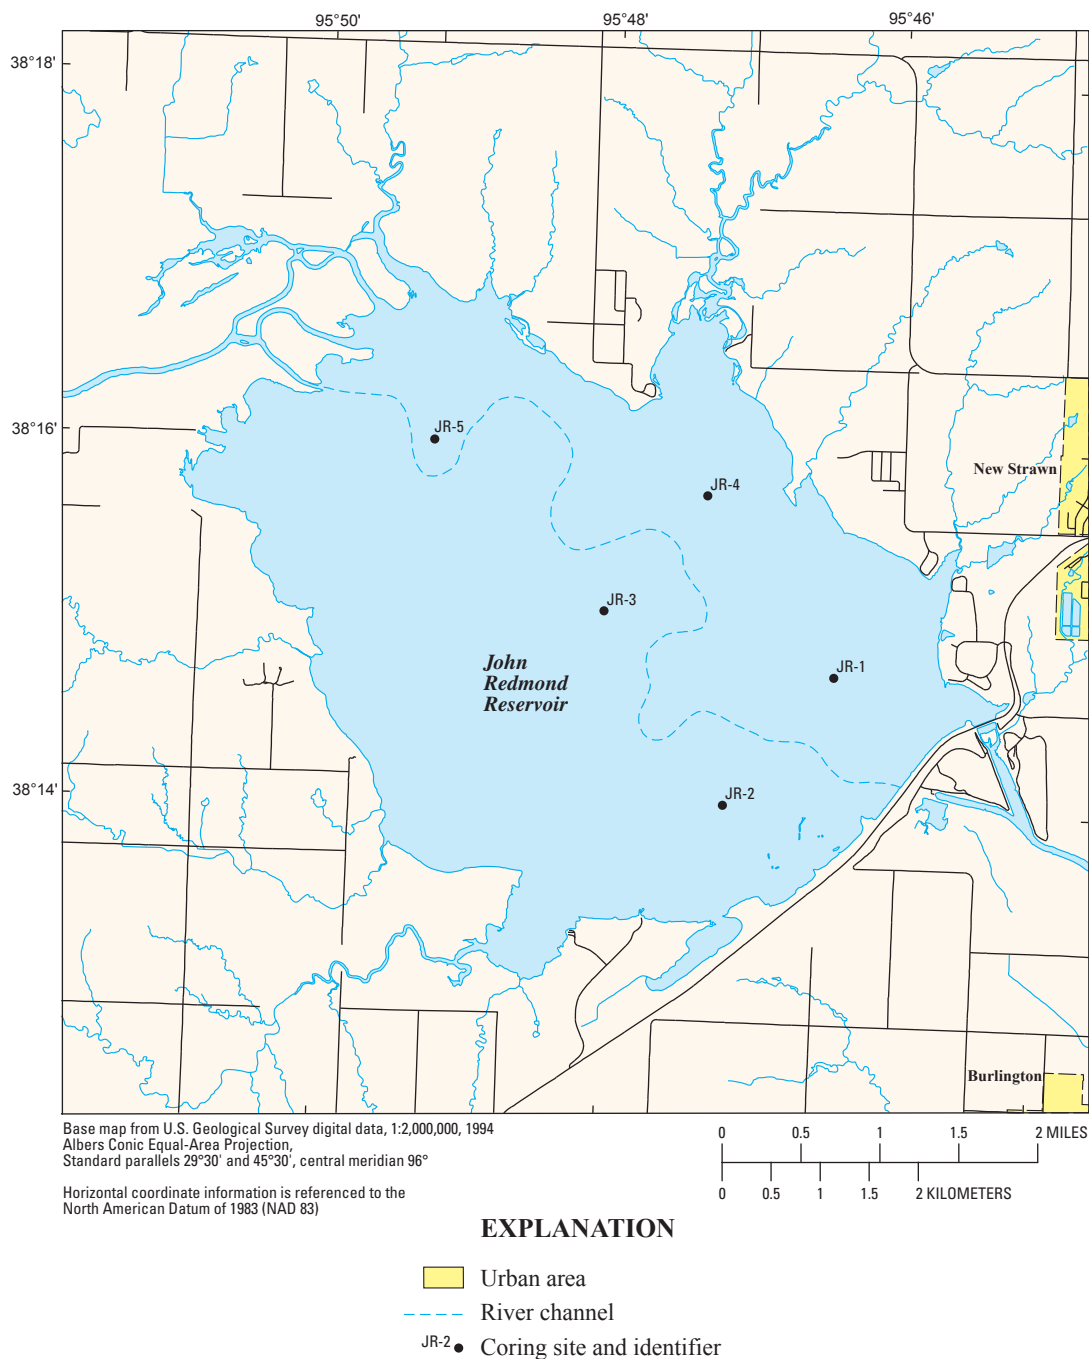 95°50'
95°48'
95°46'
38°18'
38°16'
38°14'
JR-5
JR-4
New Strawn
JR-3
John
Redmond
Reservoir
JR-1
JR-2
Burlington
Base map from U.S. Geological Survey digital data, 1:2,000,000, 1994
Albers Conic Equal-Area Projection,
Standard parallels 29°30' and 45°30', central meridian 96°
Horizontal coordinate information is referenced to the
North American Datum of 1983 (NAD 83)
0 0.5 1 1.5 2 MILES
0 0.5 1 1.5 2 KILOMETERS
EXPLANATION
Urban area
River channel
JR-2 Coring site and identifier